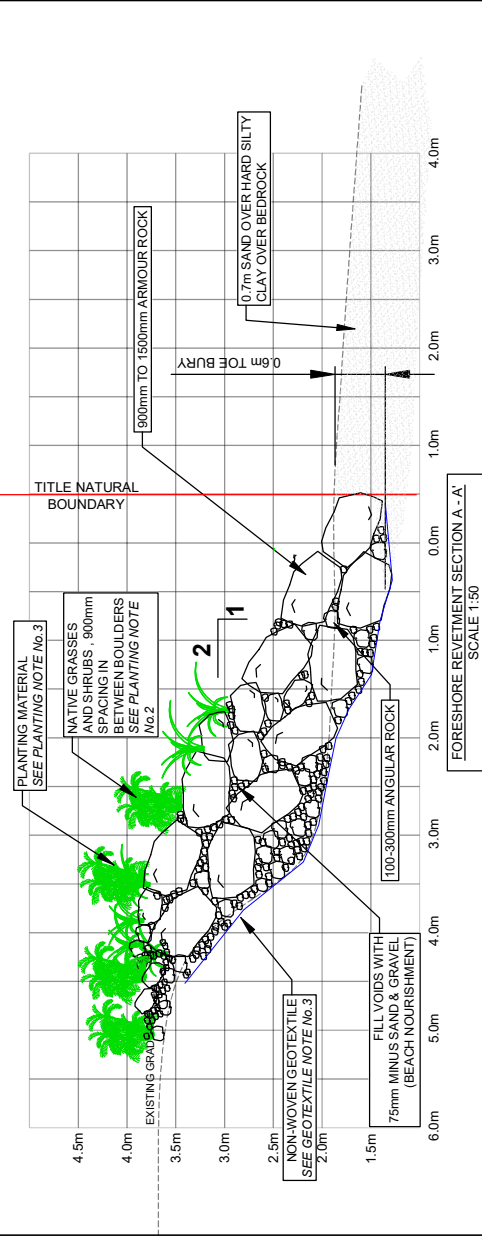 PLANTING MATERIAL
SEE PLANTING NOTE No.3
NATIVE GRASSES
AND SHRUBS , 900mm
SPACING IN
BETWEEN BOULDERS
SEE PLANTING NOTE
No.2
TITLE NATURAL
BOUNDARY
900mm TO 1500mm ARMOUR ROCK
0.7m SAND OVER HARD SILTY
CLAY OVER BEDROCK
0.6m TOE BURY
2
1
EXISTING GRADE
NON-WOVEN GEOTEXTILE
SEE GEOTEXTILE NOTE No.3
FILL VOIDS WITH
75mm MINUS SAND & GRAVEL
(BEACH NOURISHMENT)
100-300mm ANGULAR ROCK
4.5m
4.0m
3.5m
3.0m
2.5m
2.0m
1.5m
6.0m
5.0m
4.0m
3.0m
2.0m
1.0m
0.0m
1.0m
2.0m
3.0m
4.0m
FORESHORE REVETMENT SECTION A - A'
SCALE 1:50